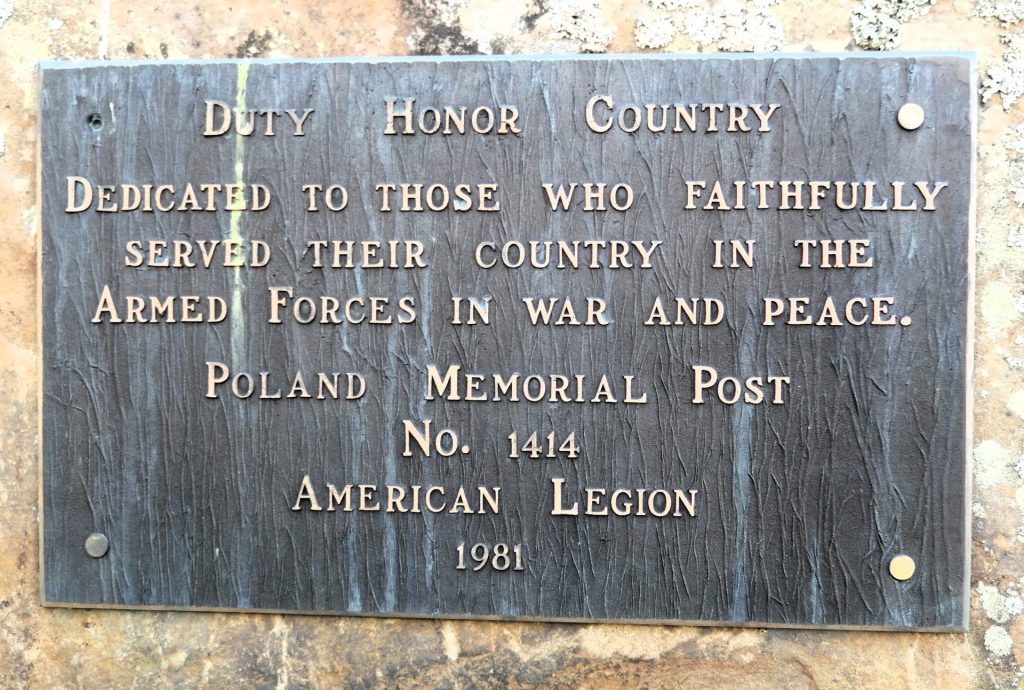 Duty Honor Country
Dedicated to those who faithfully
served their country in the
Armed Forces in war and peace.
Poland Memorial Post
No. 1414
American Legion
1981